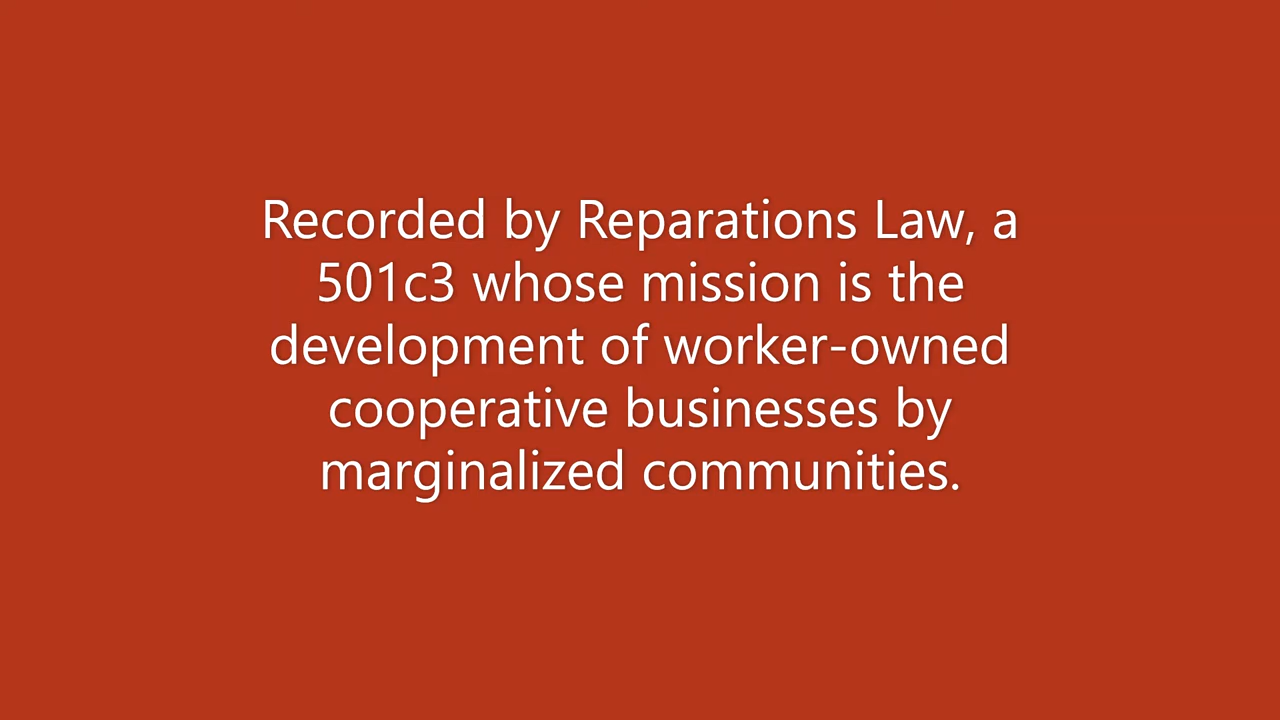 Recorded by Reparations Law, a
501c3 whose mission is the
development of worker-owned
cooperative businesses by
marginalized communities.